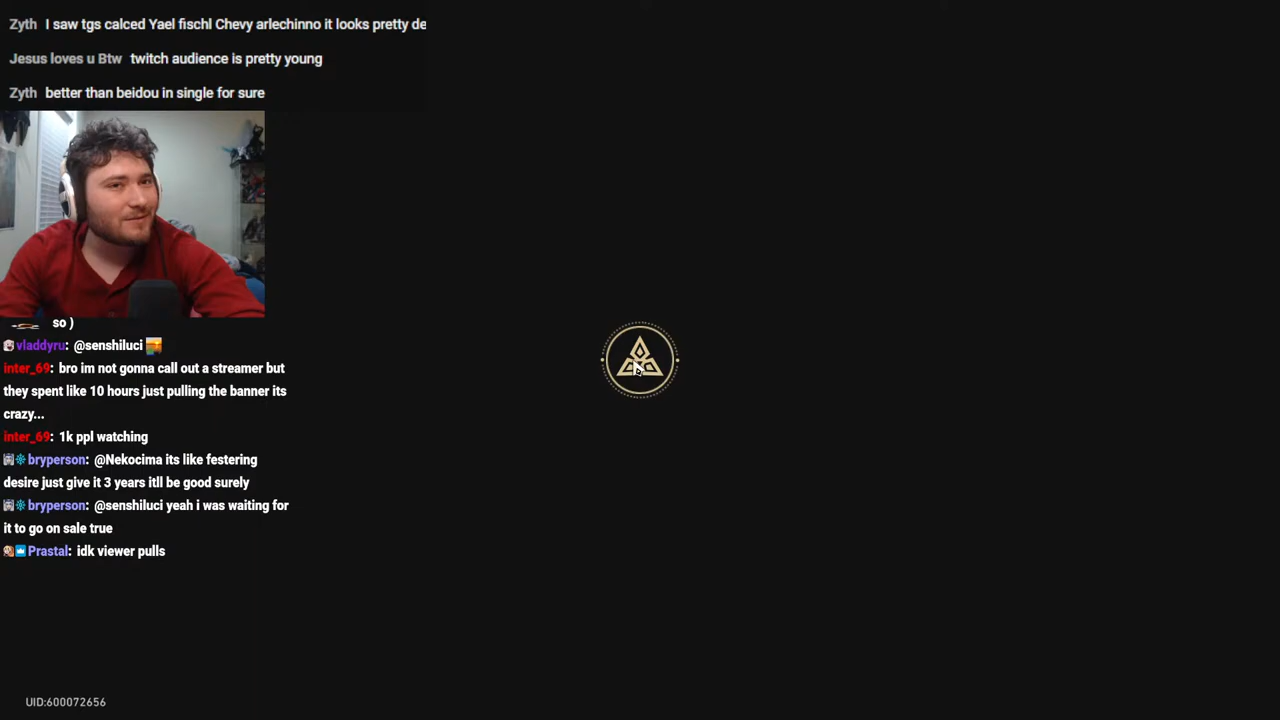 Zyth I saw tgs calced Yael fischl Chevy arlechinno it looks pretty de
Jesus loves u Btw twitch audience is pretty young
Zyth better than beidou in single for sure
so )
vladdyru: @senshiluci
inter_69: bro im not gonna call out a streamer but
they spent like 10 hours just pulling the banner its
crazy...
inter_69: 1k ppl watching
bryperson: @Nekocima its like festering
desire just give it 3 years itll be good surely
bryperson: @senshiluci yeah i was waiting for
it to go on sale true
Prastal: idk viewer pulls
UID:600072656